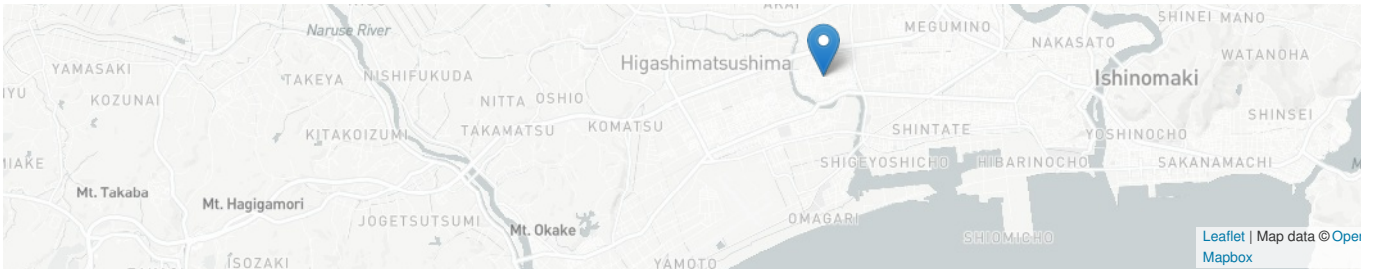 ARAI
SHINEI MANO
Naruse River
MEGUMINO
NAKASATO
WATANOHA
YAMASAKI
TAKEYA
NISHIFUKUDA
Higashimatsushima
Ishinomaki
KOZUNAI
NITTA
OSHIO
SHINSEI
KITAKOIZUMI
TAKAMATSU
KOMATSU
SHINTATE
YOSHINOCHO
MIAKE
SHIGEYOSHICHO
HIBARINOCHO
SAKANAMACHI
Mt. Takaba
Mt. Hagigamori
JOGETSUTSUMI
Mt. Okake
OMAGARI
SHIOMICHO
ISOZAKI
YAMOTO
Leaflet | Map data © Oper
Mapbox